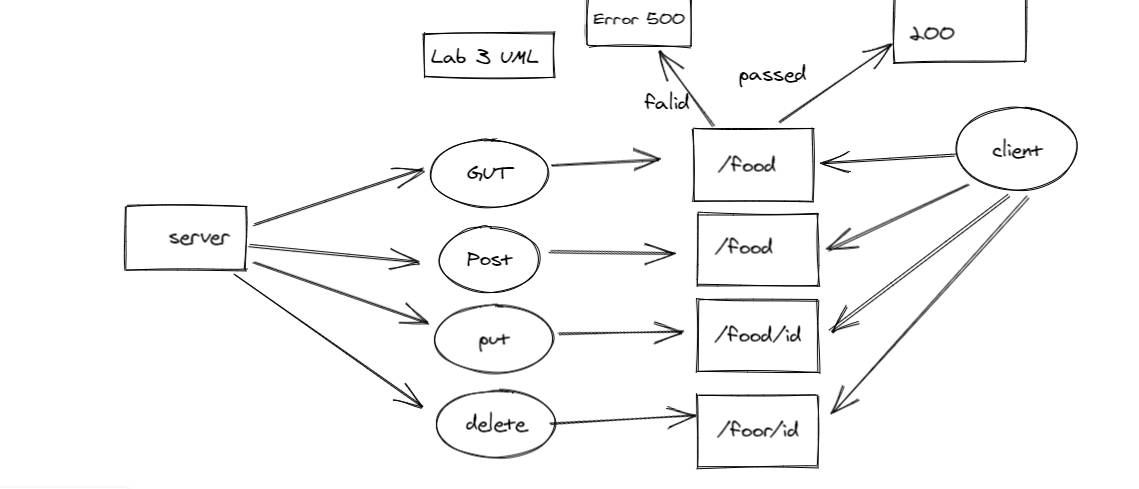 Error 500
200
Lab 3 UML
passed
falid
client
GUT
/food
server
Post
/food
put
/food/id
delete
/foor/id